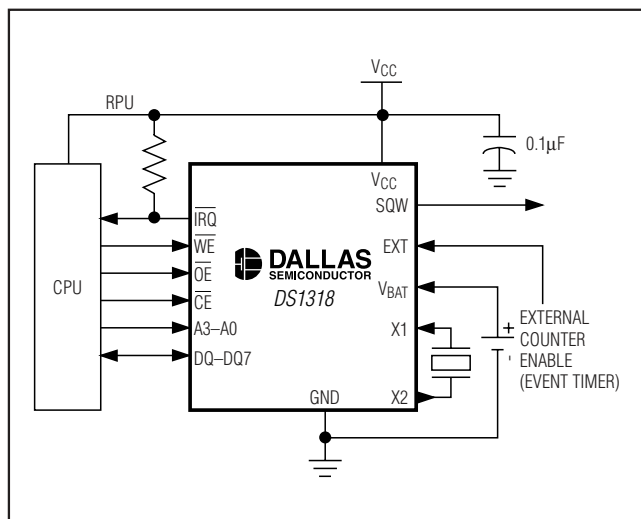 VCC
RPU
0.1µF
VCC
SQW
IRQ
EXT
WE
DALLAS
SEMICONDUCTOR
DS1318
OE
VBAT
CPU
CE
+
EXTERNAL
COUNTER
ENABLE
(EVENT TIMER)
A3–A0
X1
DQ–DQ7
GND
X2